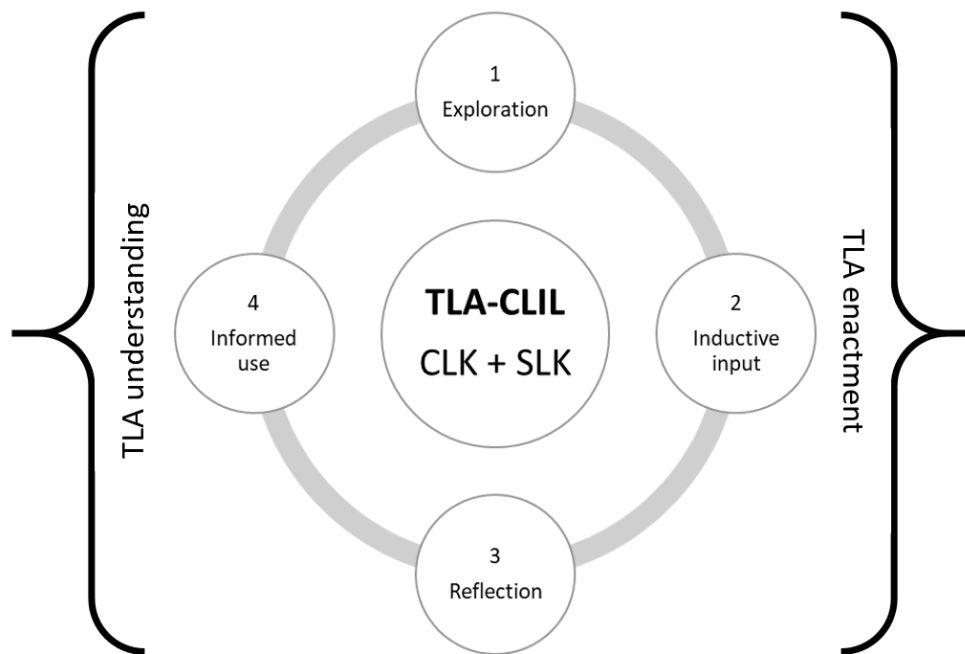 1
Exploration
TLA understanding
4
Informed
use
TLA-CLIL
CLK + SLK
2
Inductive
input
TLA enactment
3
Reflection